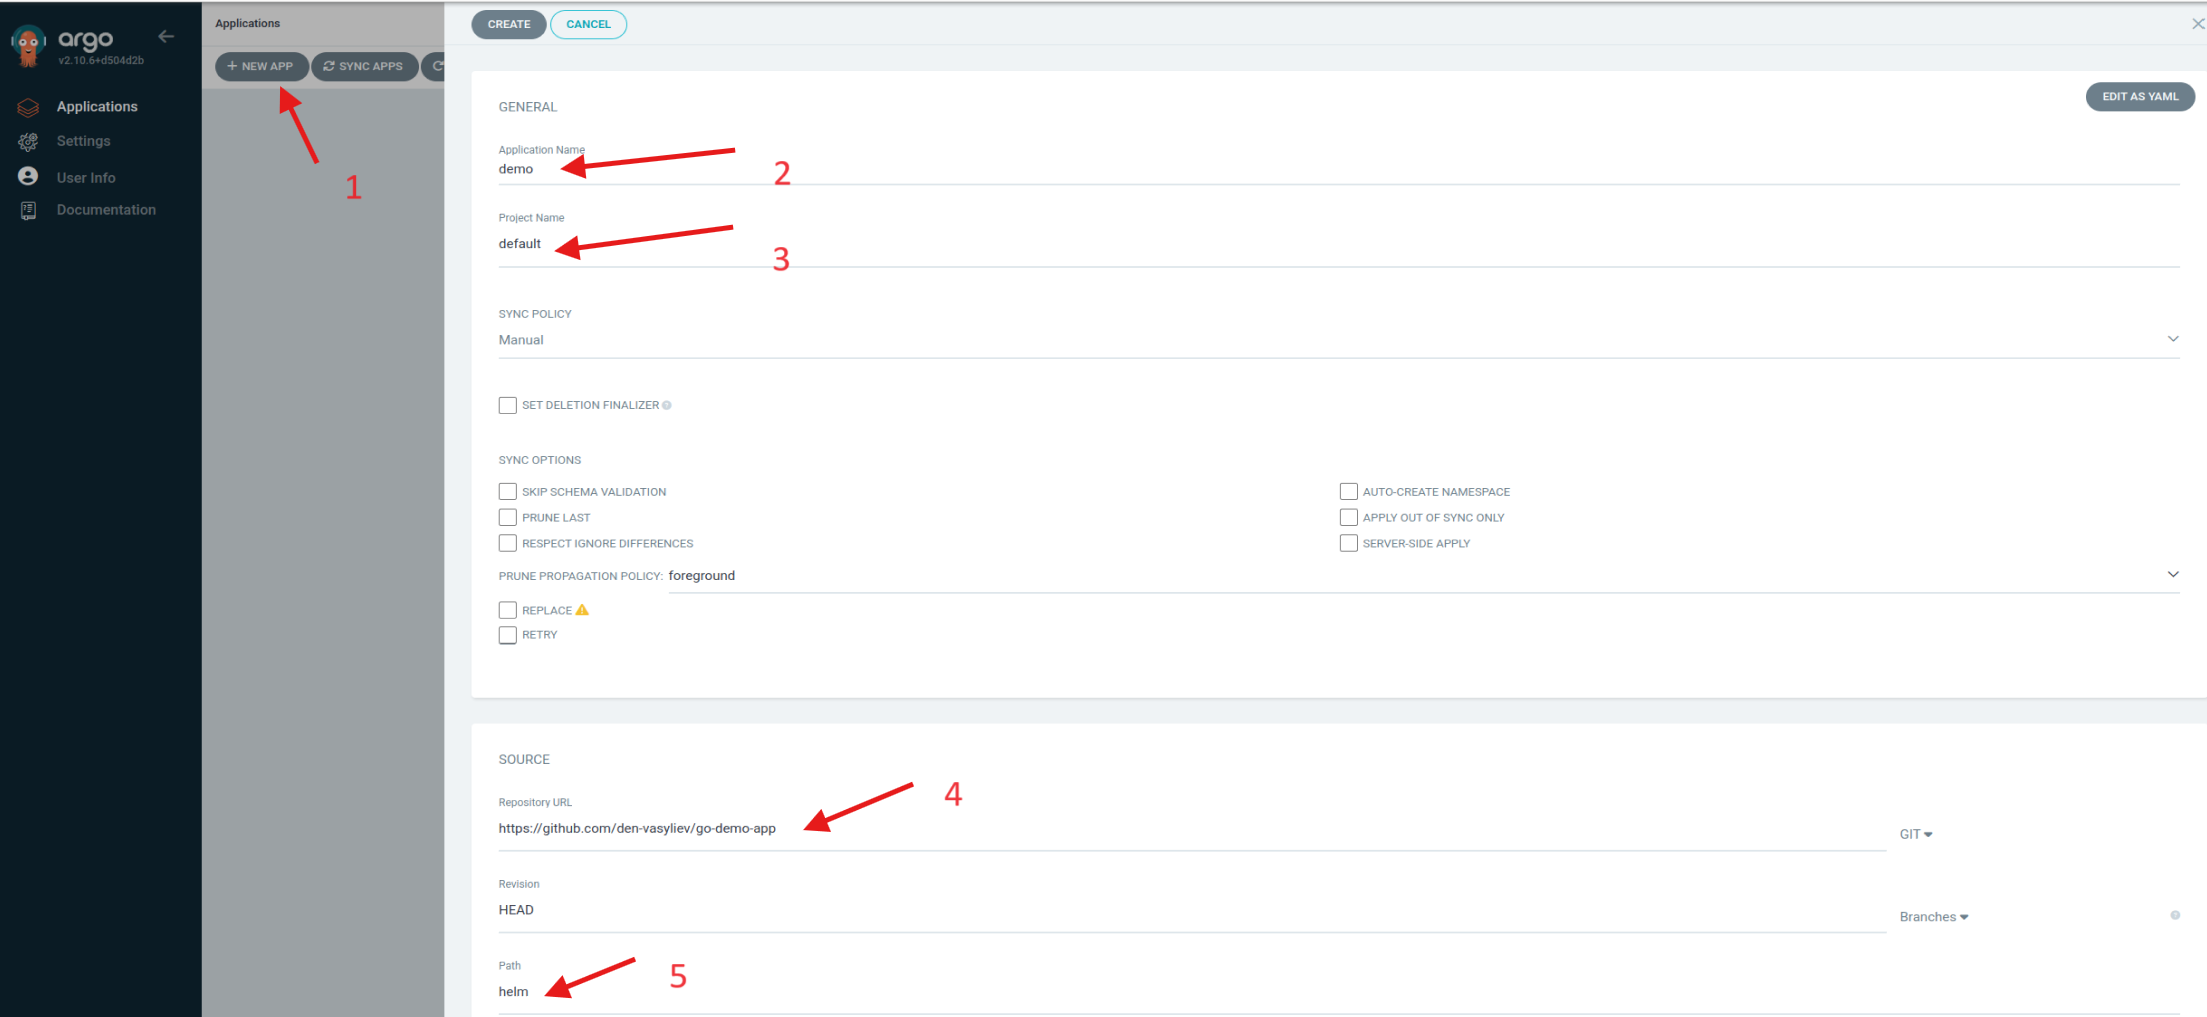 argo
v2.10.6+d504d2b
Applications
Settings
User Info
Documentation
Applications
+ NEW APP
SYNC APPS
1
CREATE
CANCEL
GENERAL
EDIT AS YAML
Application Name
demo
2
Project Name
default
3
SYNC POLICY
Manual
SET DELETION FINALIZER
SYNC OPTIONS
SKIP SCHEMA VALIDATION
AUTO-CREATE NAMESPACE
PRUNE LAST
APPLY OUT OF SYNC ONLY
RESPECT IGNORE DIFFERENCES
SERVER-SIDE APPLY
PRUNE PROPAGATION POLICY: foreground
REPLACE
RETRY
SOURCE
4
Repository URL
https://github.com/den-vasyliev/go-demo-app
GIT
Revision
HEAD
Branches
Path
5
helm